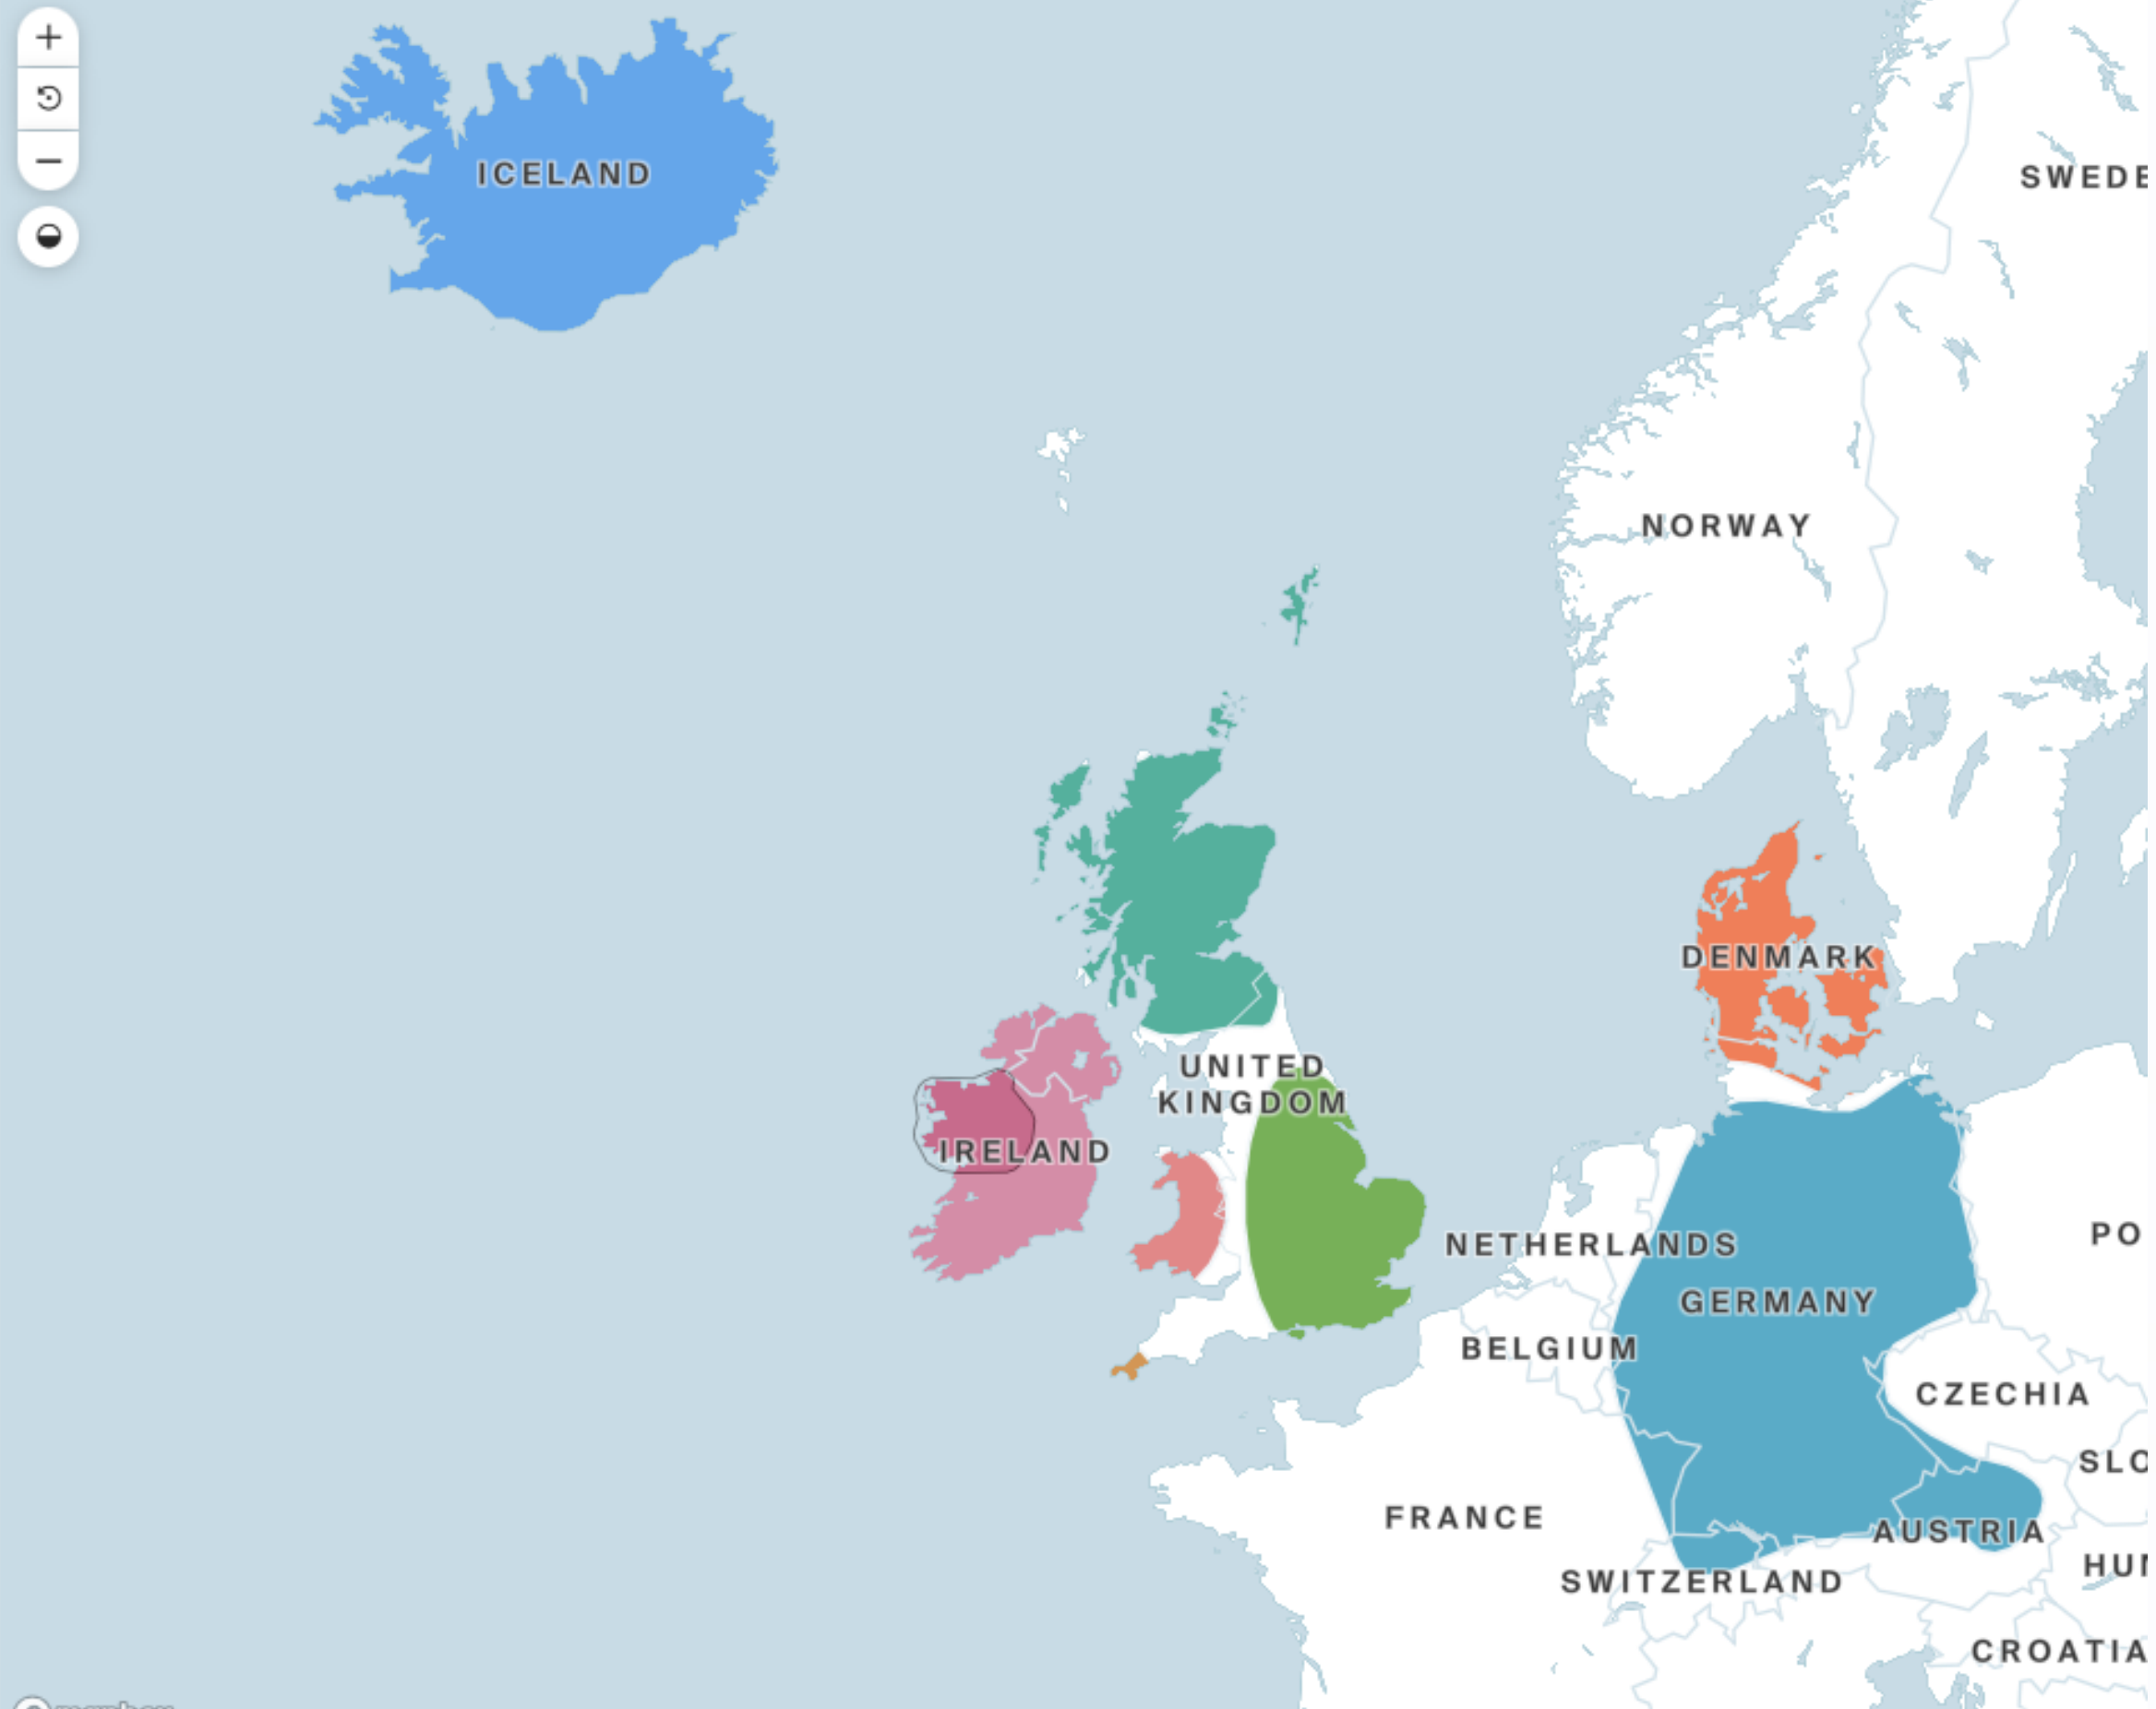 ICELAND
SWEDE
NORWAY
DENMARK
UNITED
KINGDOM
IRELAND
NETHERLANDS
PO
GERMANY
BELGIUM
CZECHIA
SLO
FRANCE
AUSTRIA
HUN
SWITZERLAND
CROATIA